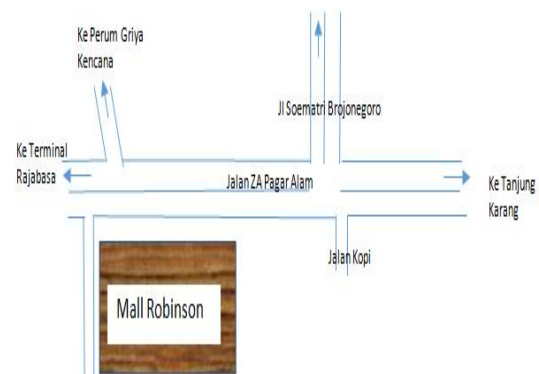 Ke Perum Griya
Kencana
Jl Soematri Brojonegoro
Ke Terminal
Rajabasa
Jalan ZA Pagar Alam
Ke Tanjung
Karang
Jalan Kopi
Mall Robinson